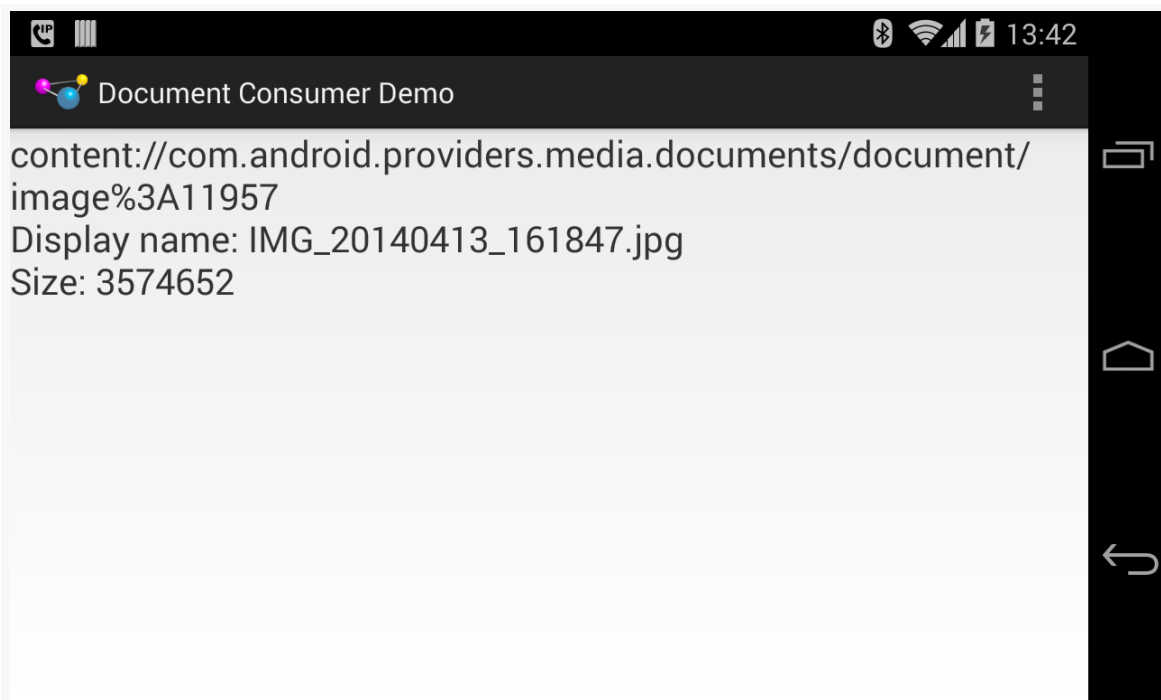 IP
13:42
Document Consumer Demo
content://com.android.providers.media.documents/document/
image%3A11957
Display name: IMG_20140413_161847.jpg
Size: 3574652